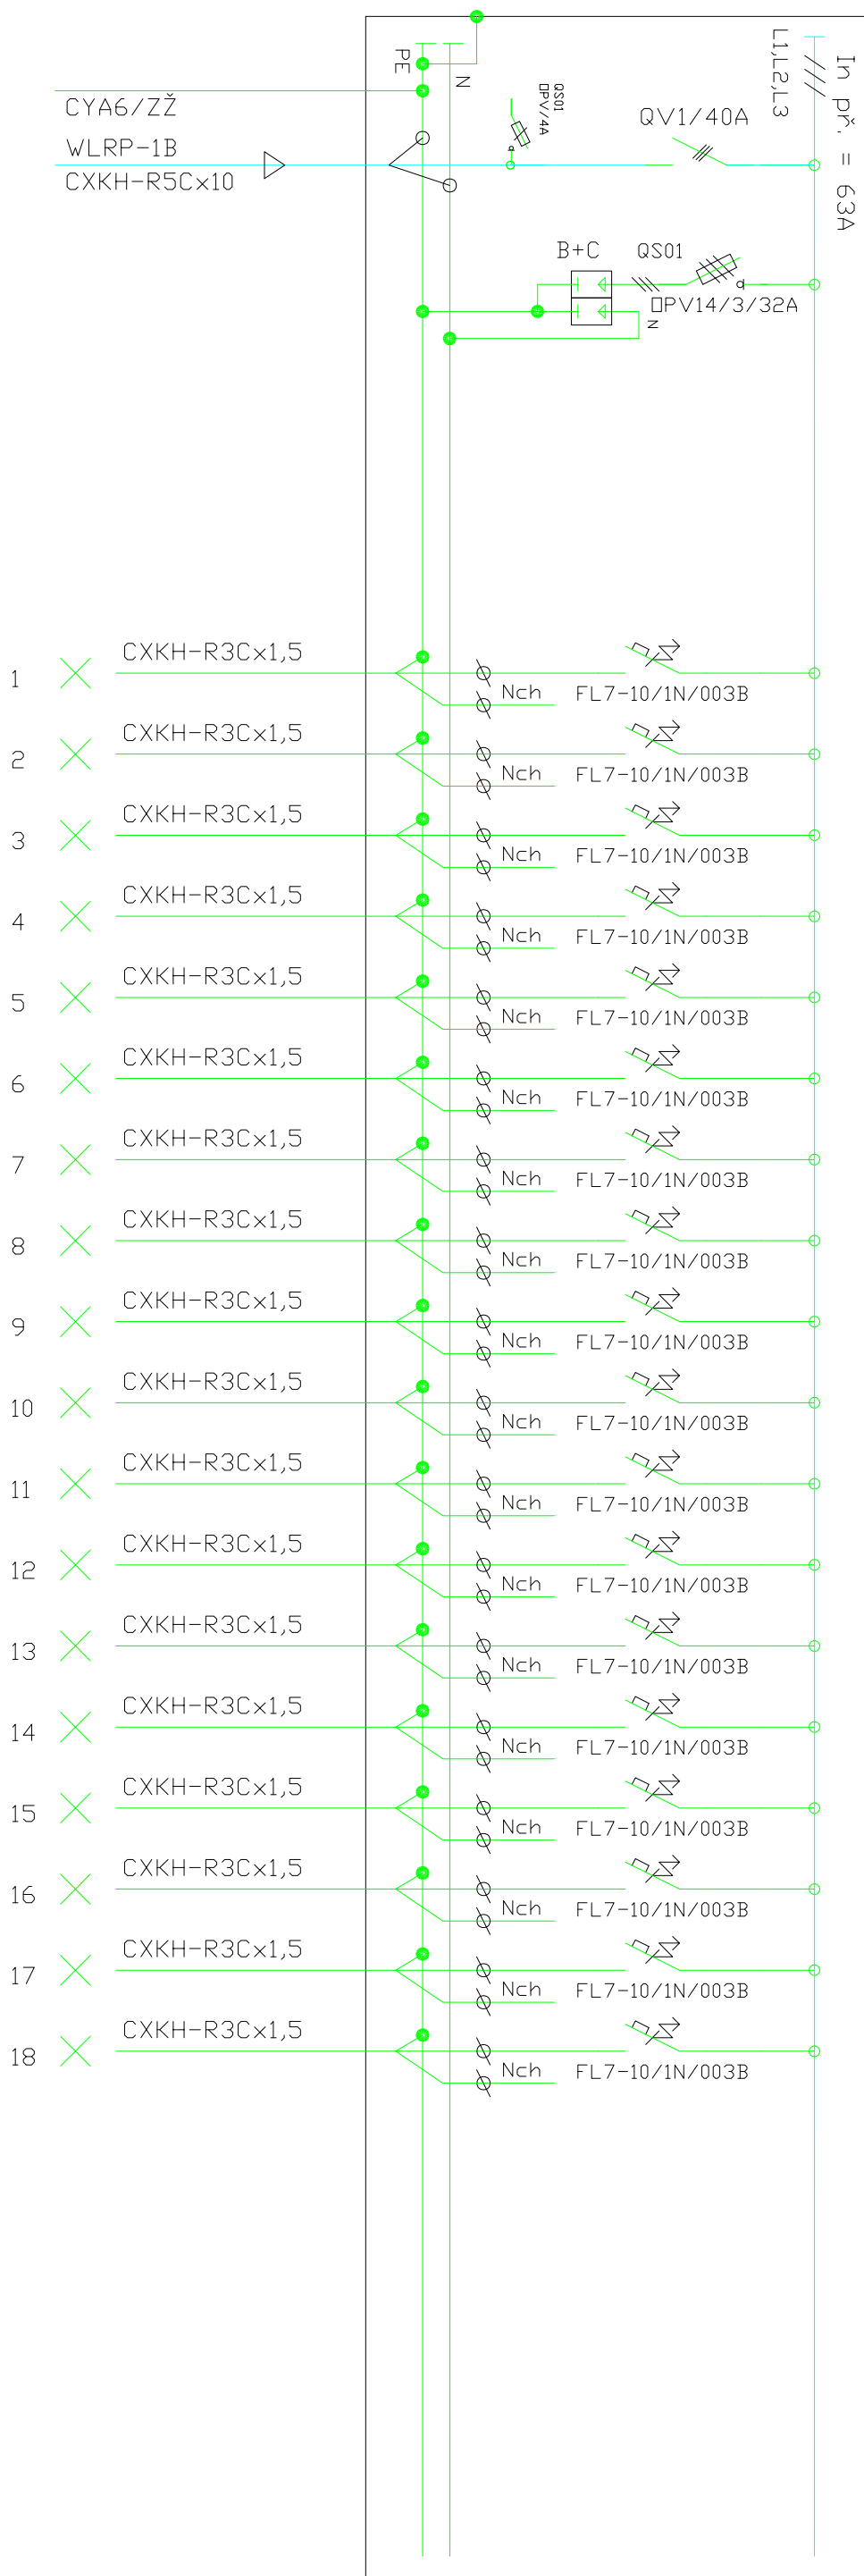 In př. = 63A
L1,L2,L3
PE
N
QS01
OPV/4A
CYA6/ZŽ
WLRP-1B
CXKH-R5Cx10
QV1/40A
B+C
QS01
OPV14/3/32A
N
1
CXKH-R3Cx1,5
Nch
FL7-10/1N/003B
2
CXKH-R3Cx1,5
Nch
FL7-10/1N/003B
3
CXKH-R3Cx1,5
Nch
FL7-10/1N/003B
4
CXKH-R3Cx1,5
Nch
FL7-10/1N/003B
5
CXKH-R3Cx1,5
Nch
FL7-10/1N/003B
6
CXKH-R3Cx1,5
Nch
FL7-10/1N/003B
7
CXKH-R3Cx1,5
Nch
FL7-10/1N/003B
8
CXKH-R3Cx1,5
Nch
FL7-10/1N/003B
9
CXKH-R3Cx1,5
Nch
FL7-10/1N/003B
10
CXKH-R3Cx1,5
Nch
FL7-10/1N/003B
11
CXKH-R3Cx1,5
Nch
FL7-10/1N/003B
12
CXKH-R3Cx1,5
Nch
FL7-10/1N/003B
13
CXKH-R3Cx1,5
Nch
FL7-10/1N/003B
14
CXKH-R3Cx1,5
Nch
FL7-10/1N/003B
15
CXKH-R3Cx1,5
Nch
FL7-10/1N/003B
16
CXKH-R3Cx1,5
Nch
FL7-10/1N/003B
17
CXKH-R3Cx1,5
Nch
FL7-10/1N/003B
18
CXKH-R3Cx1,5
Nch
FL7-10/1N/003B